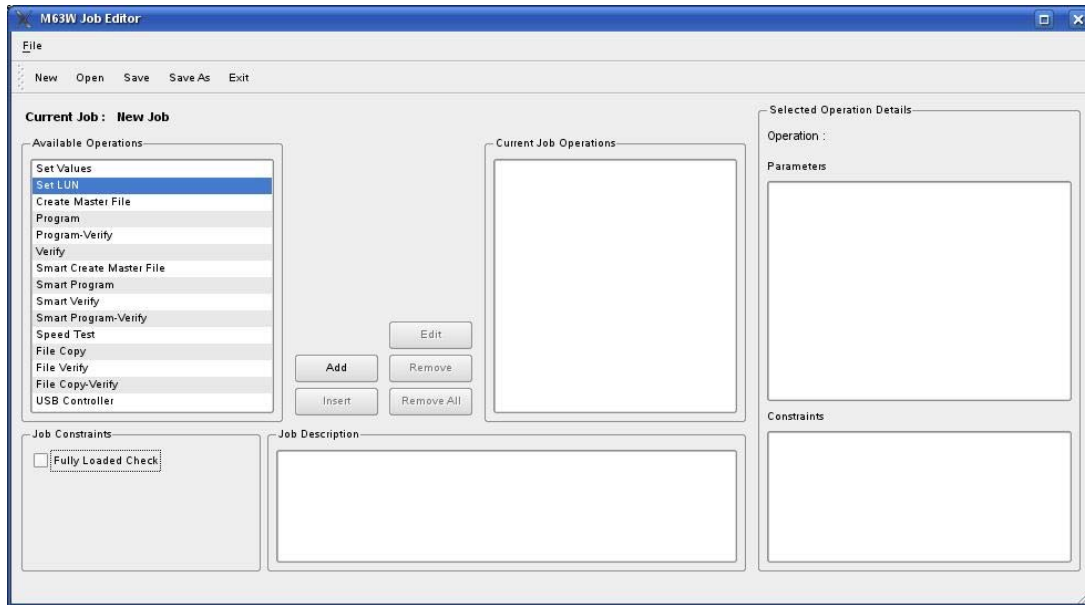 M63W Job Editor
File
New Open Save Save As Exit
Current Job : New Job
Available Operations
Set Values
Set LUN
Create Master File
Program
Program-Verify
Verify
Smart Create Master File
Smart Program
Smart Verify
Smart Program-Verify
Speed Test
File Copy
File Verify
File Copy-Verify
USB Controller
Edit
Add Remove
Insert Remove All
Current Job Operations
Job Constraints
Fully Loaded Check
Job Description
Selected Operation Details
Operation :
Parameters
Constraints